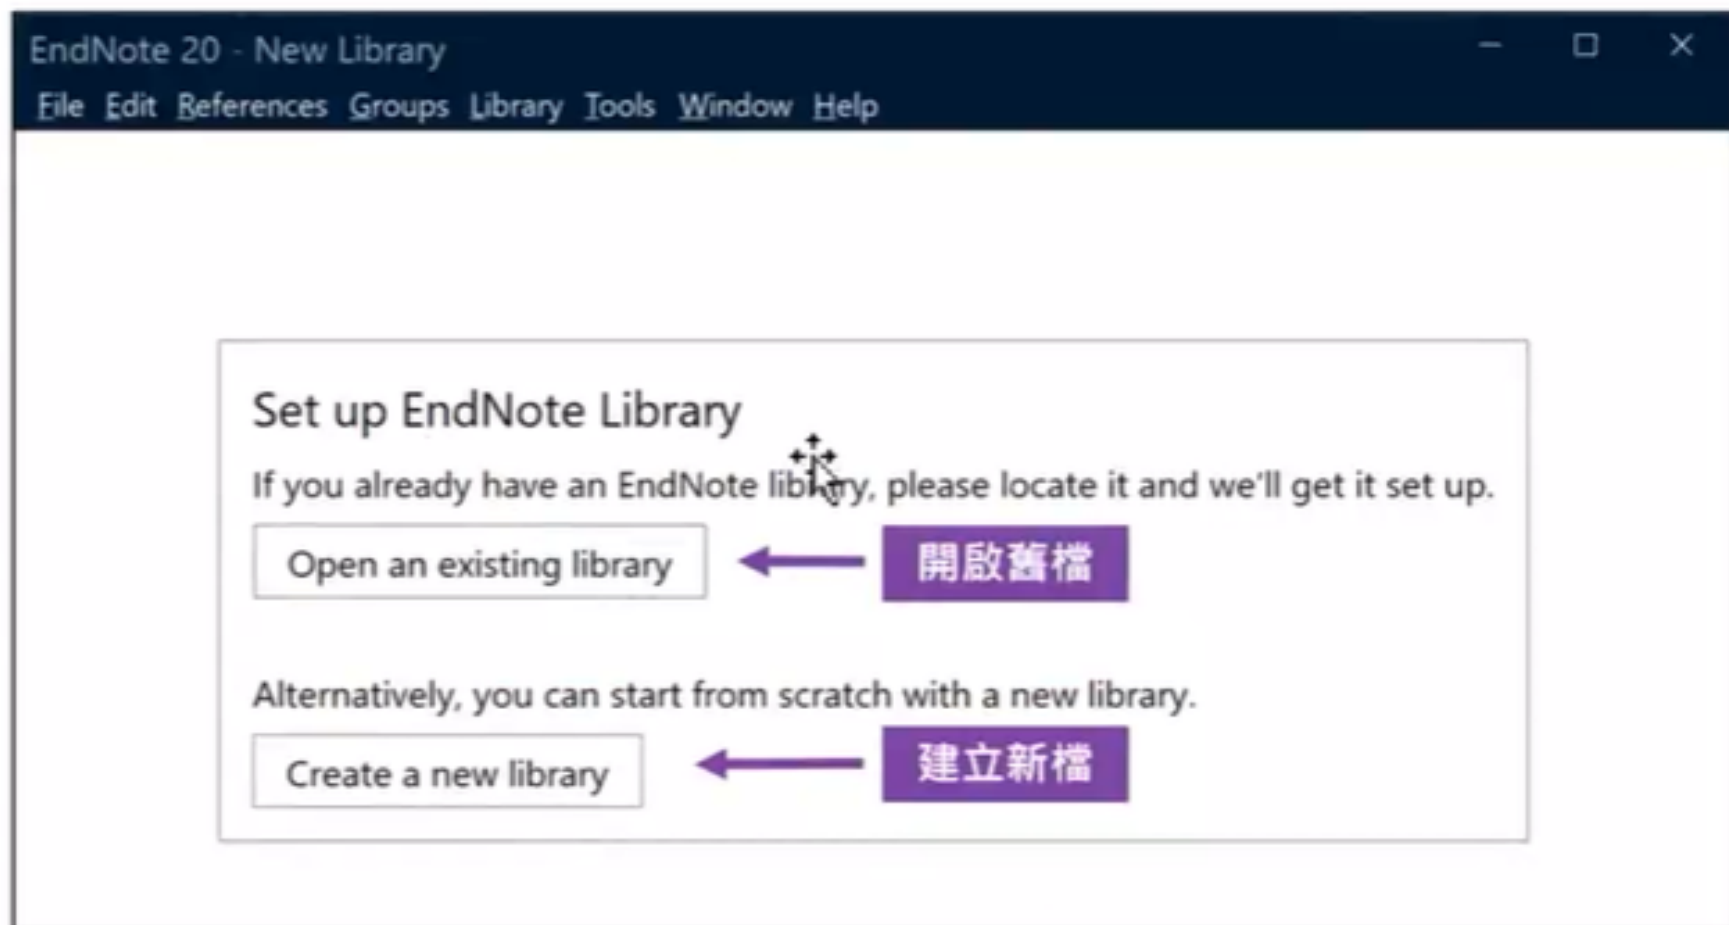 EndNote 20 - New Library
File Edit References Groups Library Tools Window Help
Set up EndNote Library
If you already have an EndNote library, please locate it and we'll get it set up.
Open an existing library
開啟舊檔
Alternatively, you can start from scratch with a new library.
Create a new library
建立新檔